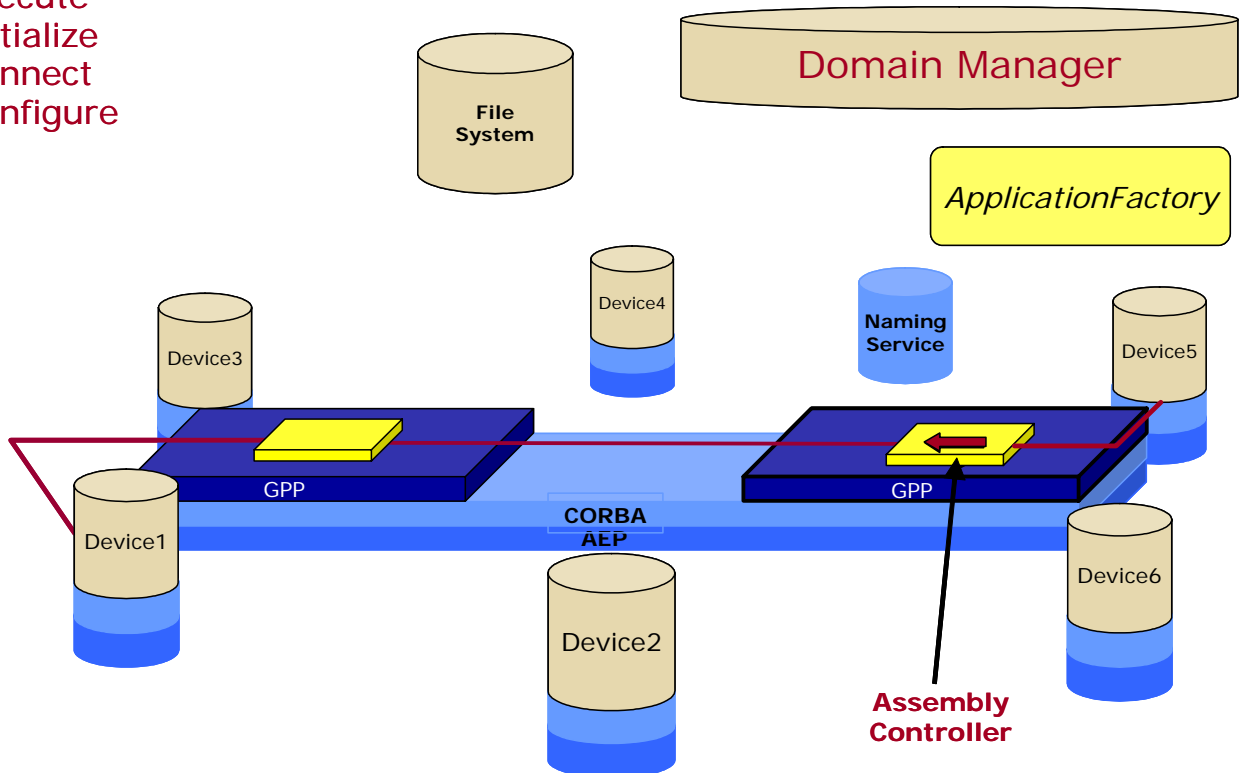 ecute
tialize
nnect
nfigure
Domain Manager
File
System
ApplicationFactory
Device4
Naming
Service
Device3
Device5
GPP
GPP
CORBA
AEP
Device1
Device6
Device2
Assembly
Controller